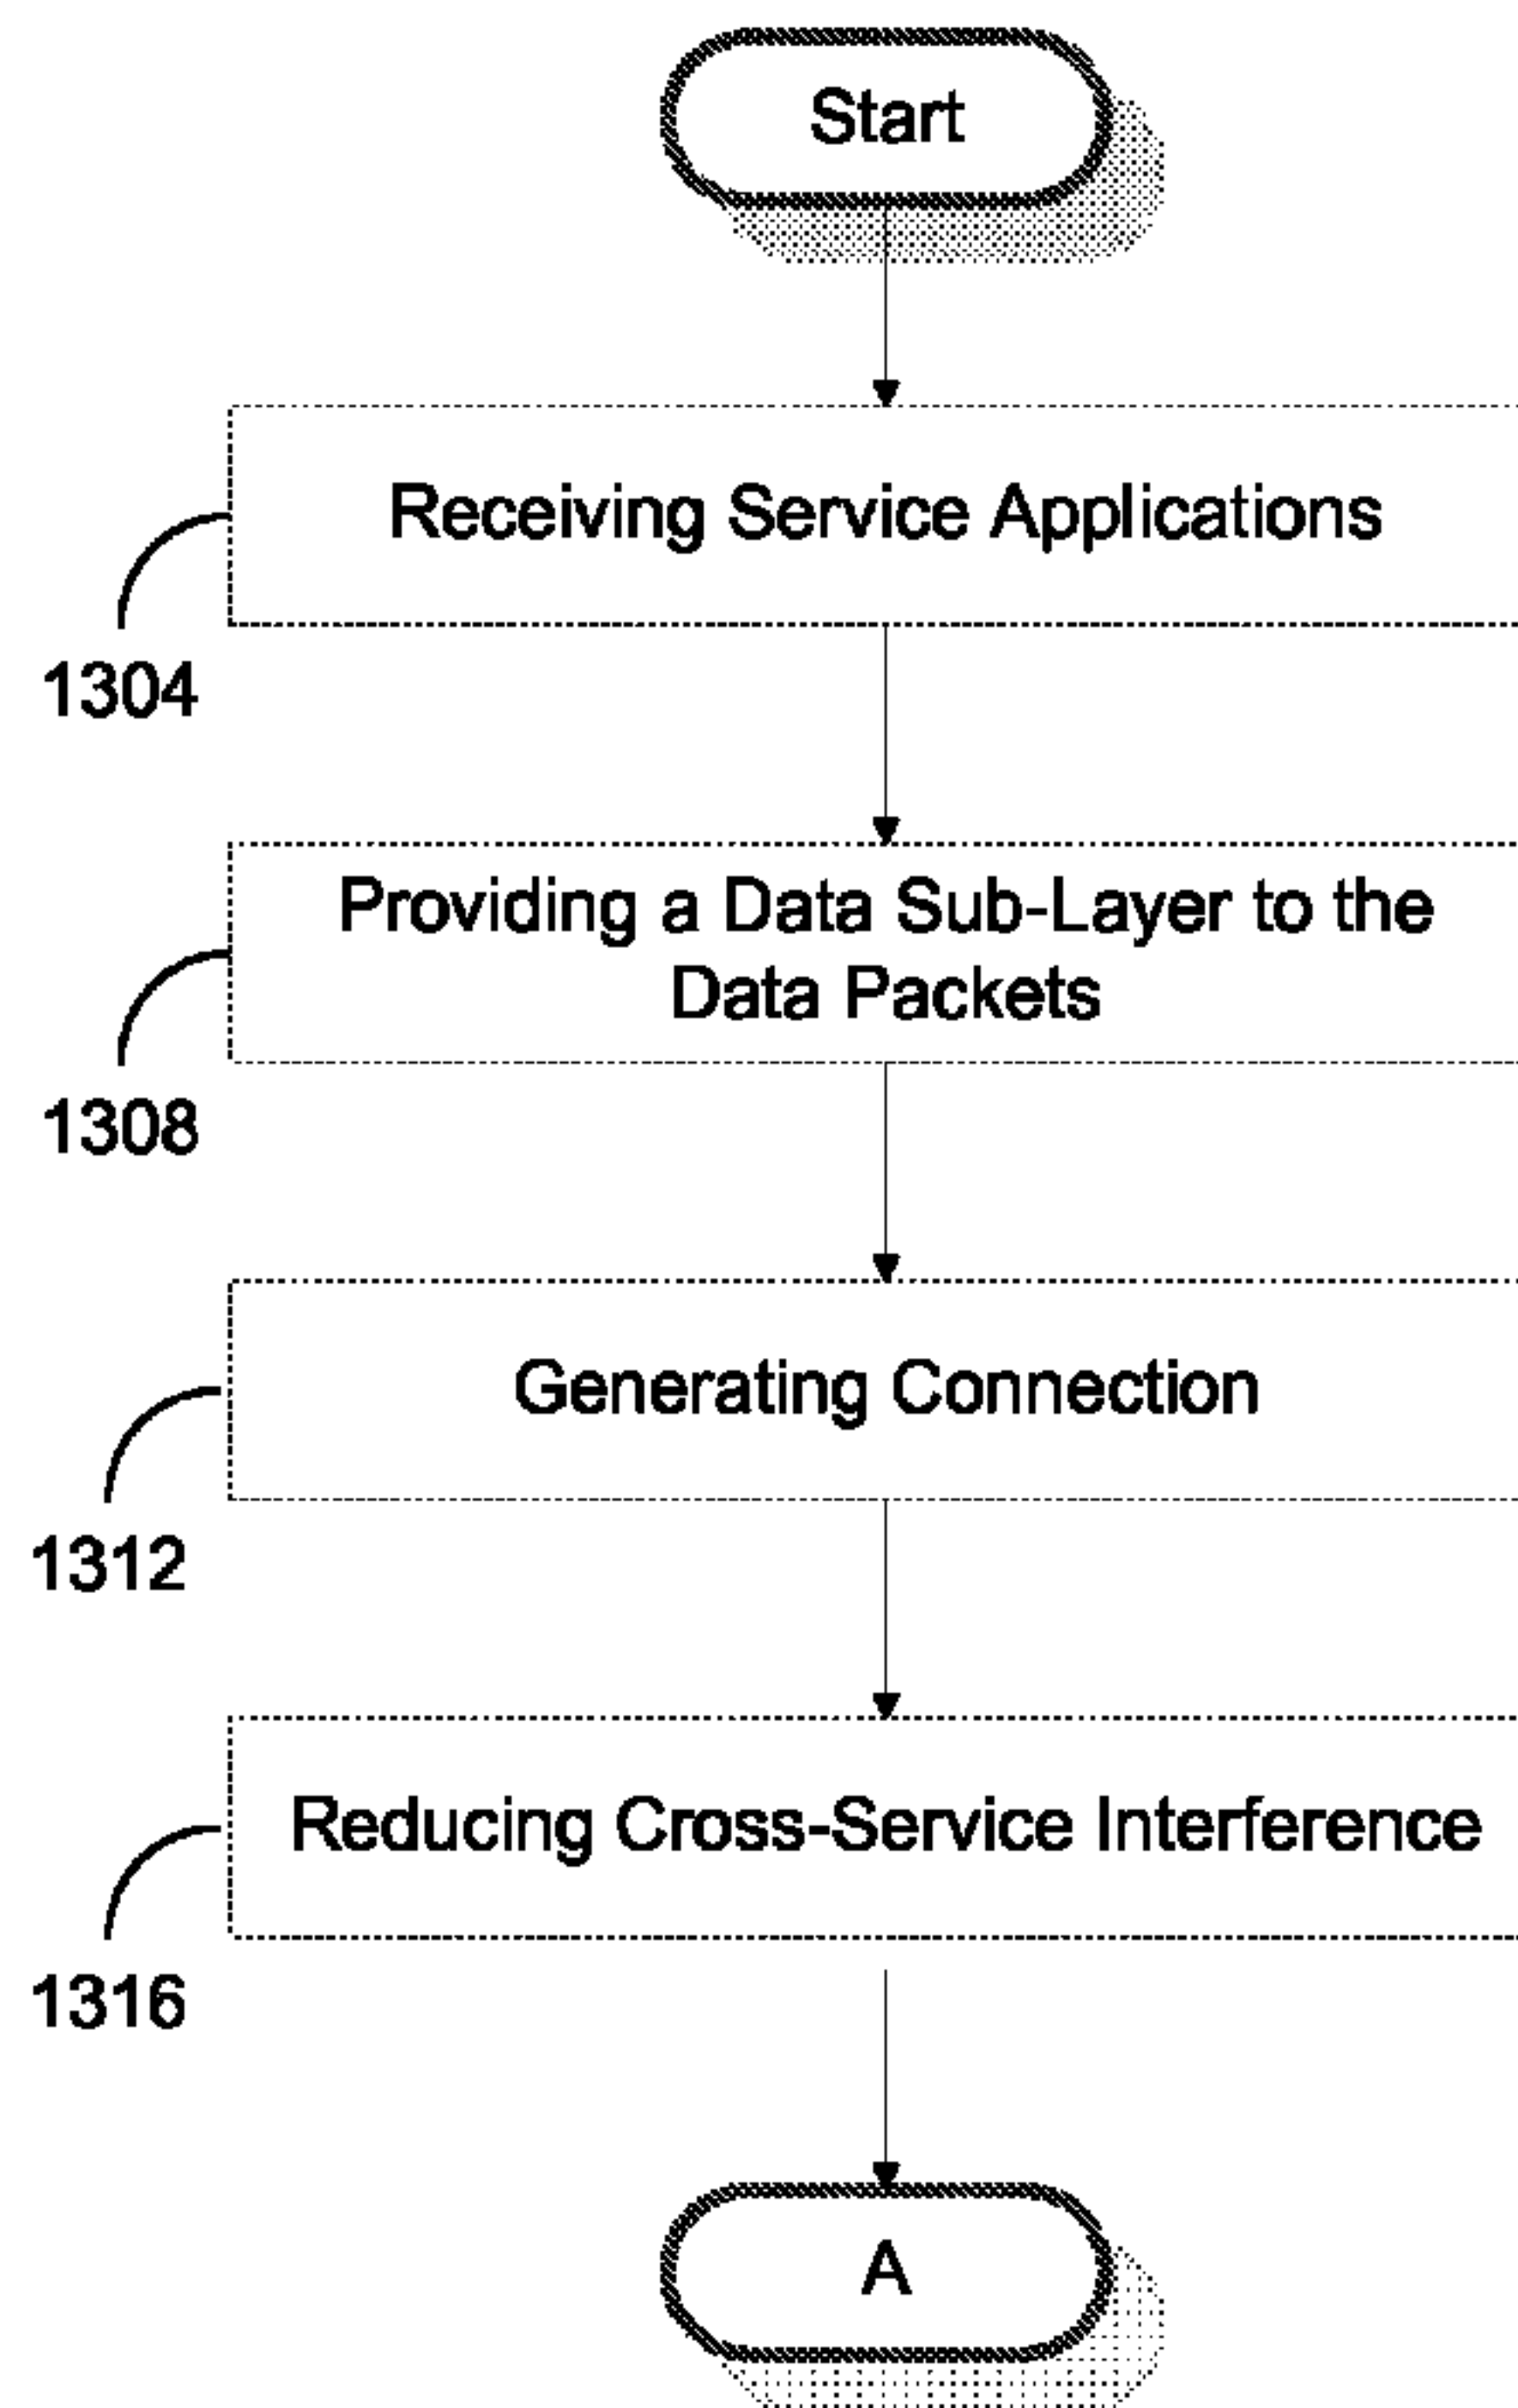 Start
Receiving Service Applications
1304
Providing a Data Sub-Layer to the
Data Packets
1308
Generating Connection
1312
Reducing Cross-Service Interference
1316
A